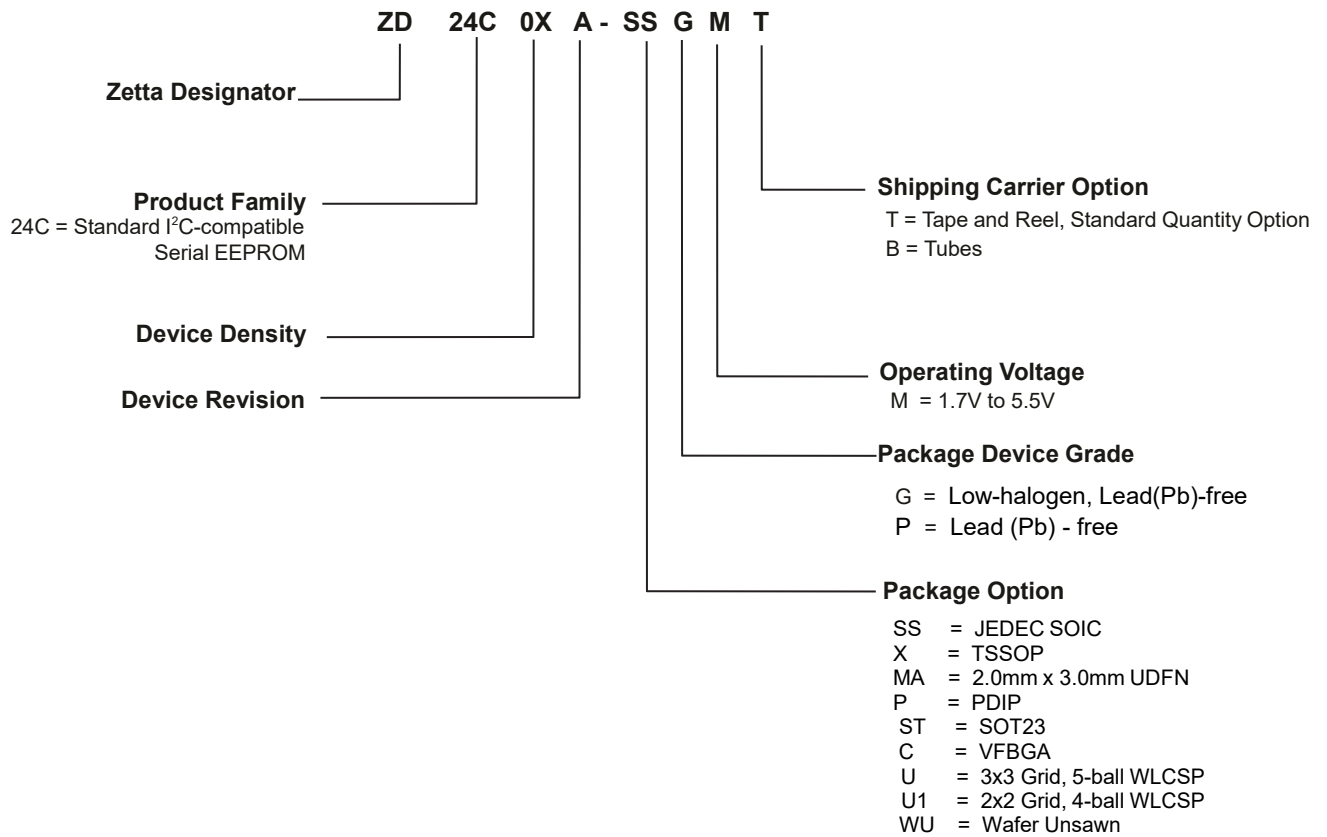 ZD 24C 0X A - SS G M T
Zetta Designator
Product Family
24C = Standard I²C-compatible
Serial EEPROM
Device Density
Device Revision
Shipping Carrier Option
T = Tape and Reel, Standard Quantity Option
B = Tubes
Operating Voltage
M = 1.7V to 5.5V
Package Device Grade
G = Low-halogen, Lead(Pb)-free
P = Lead (Pb) - free
Package Option
SS = JEDEC SOIC
X = TSSOP
MA = 2.0mm x 3.0mm UDFN
P = PDIP
ST = SOT23
C = VFBGA
U = 3x3 Grid, 5-ball WLCSP
U1 = 2x2 Grid, 4-ball WLCSP
WU = Wafer Unsawn